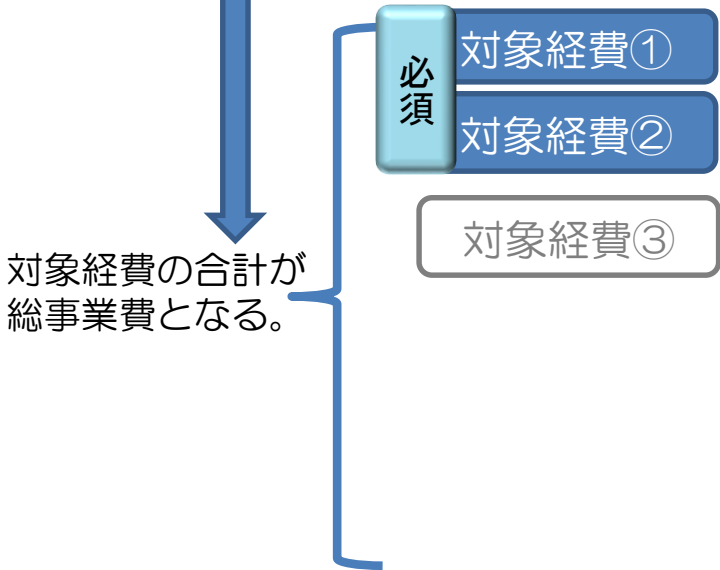 必須
対象経費①
対象経費②
対象経費③
対象経費の合計が
総事業費となる。